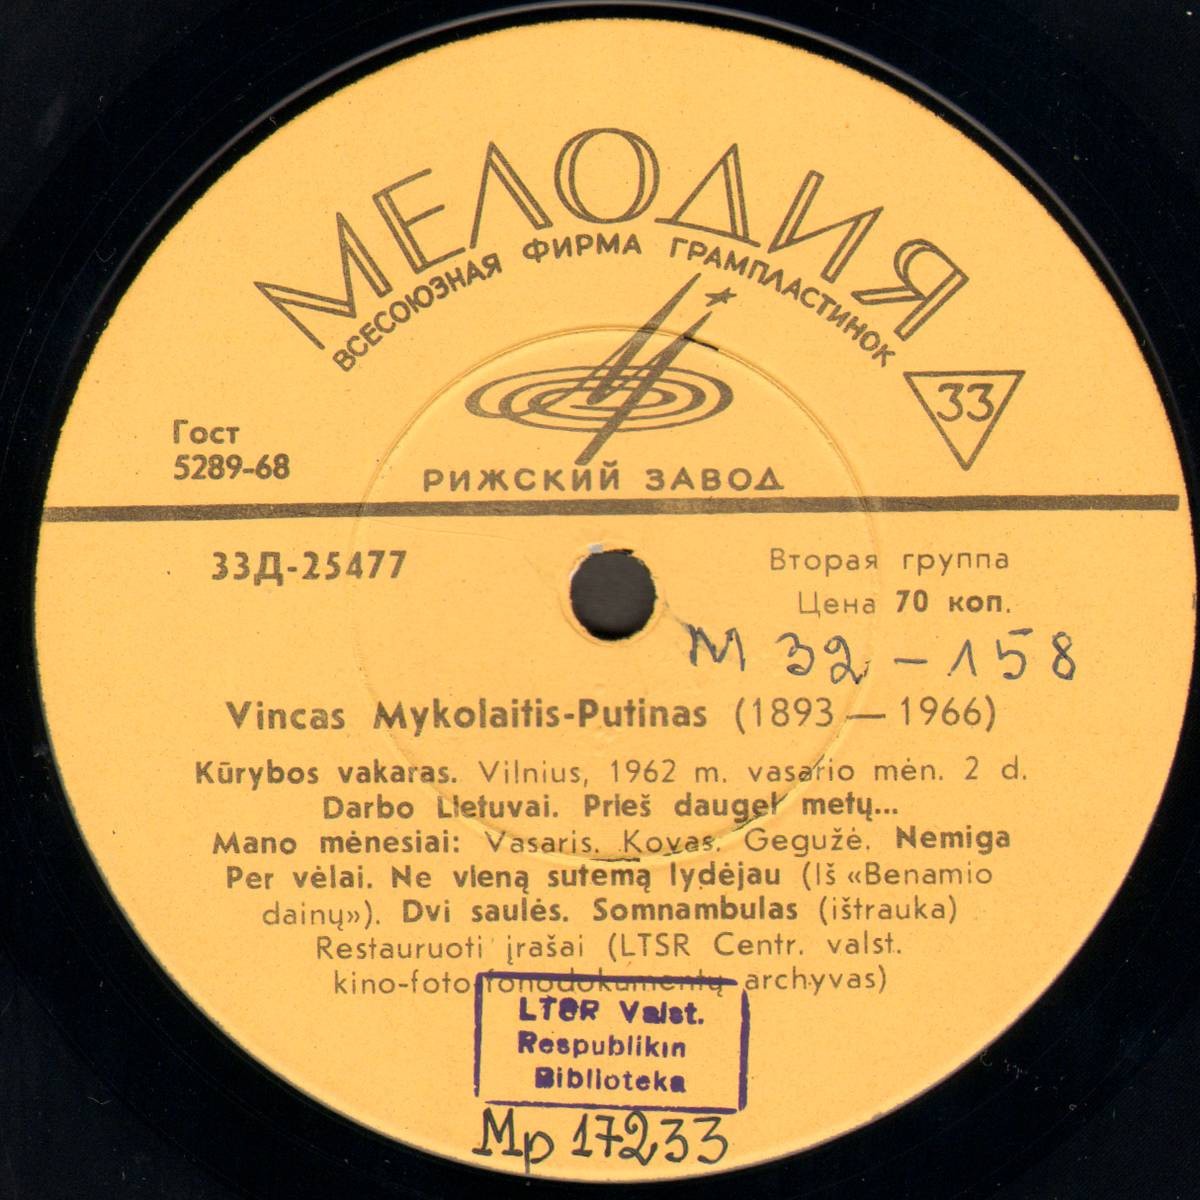 МЕЛОДИЯ
ВСЕСОЮЗНАЯ ФИРМА ГРАМПЛАСТИНОК
33
Гост
5289-68
РИЖСКИЙ ЗАВОД
33Д-25477
Вторая группа
Цена 70 коп.
М 32-158
Vincas Mykolaitis-Putinas (1893 — 1966)
Kūrybos vakaras. Vilnius, 1962 m. vasario mėn. 2 d.
Darbo Lietuvai. Prieš daugel metų...
Mano mėnesiai: Vasaris. Kovas. Gegužė. Nemiga
Per vėlai. Ne vieną sutemą lydėjau (Iš «Benamio
dainų»). Dvi saulės. Somnambulas (ištrauka)
Restauruoti įrašai (LTSR Centr. valst.
kino-foto-fonodokumentų archyvas)
LTSR Valst.
Respublikin
Biblioteka
Mp 17233